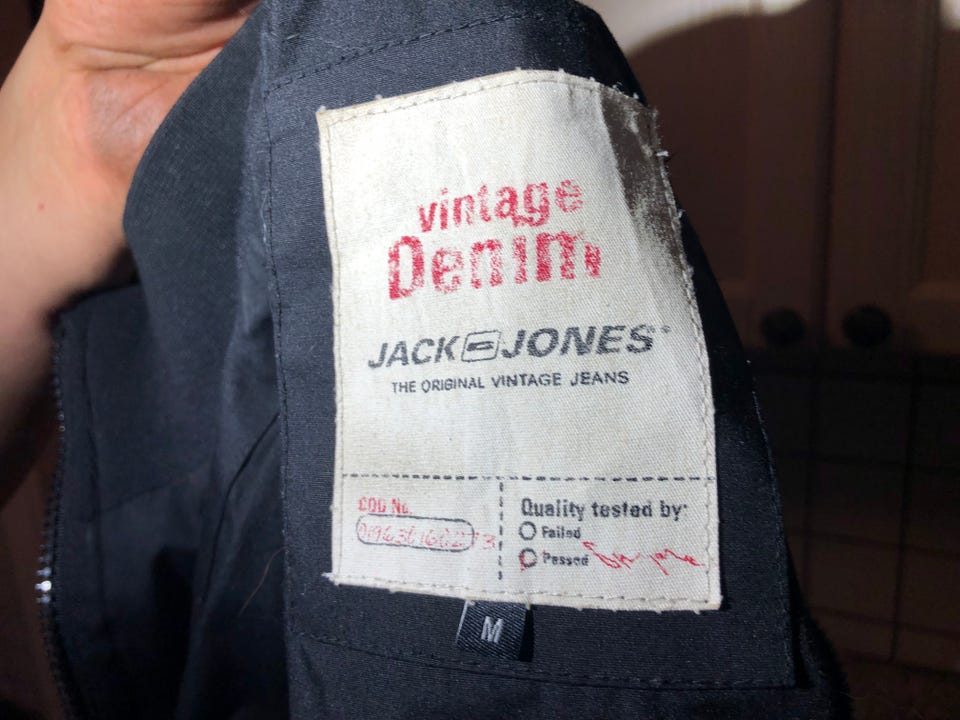 vintage
Denim
JACK JONES
THE ORIGINAL VINTAGE JEANS
COD No.
Quality tested by:
Failed
Passed
M